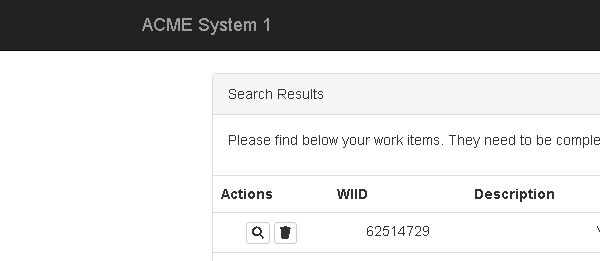 ACME System 1
Search Results
Please find below your work items. They need to be comple
Actions WIID Description
62514729